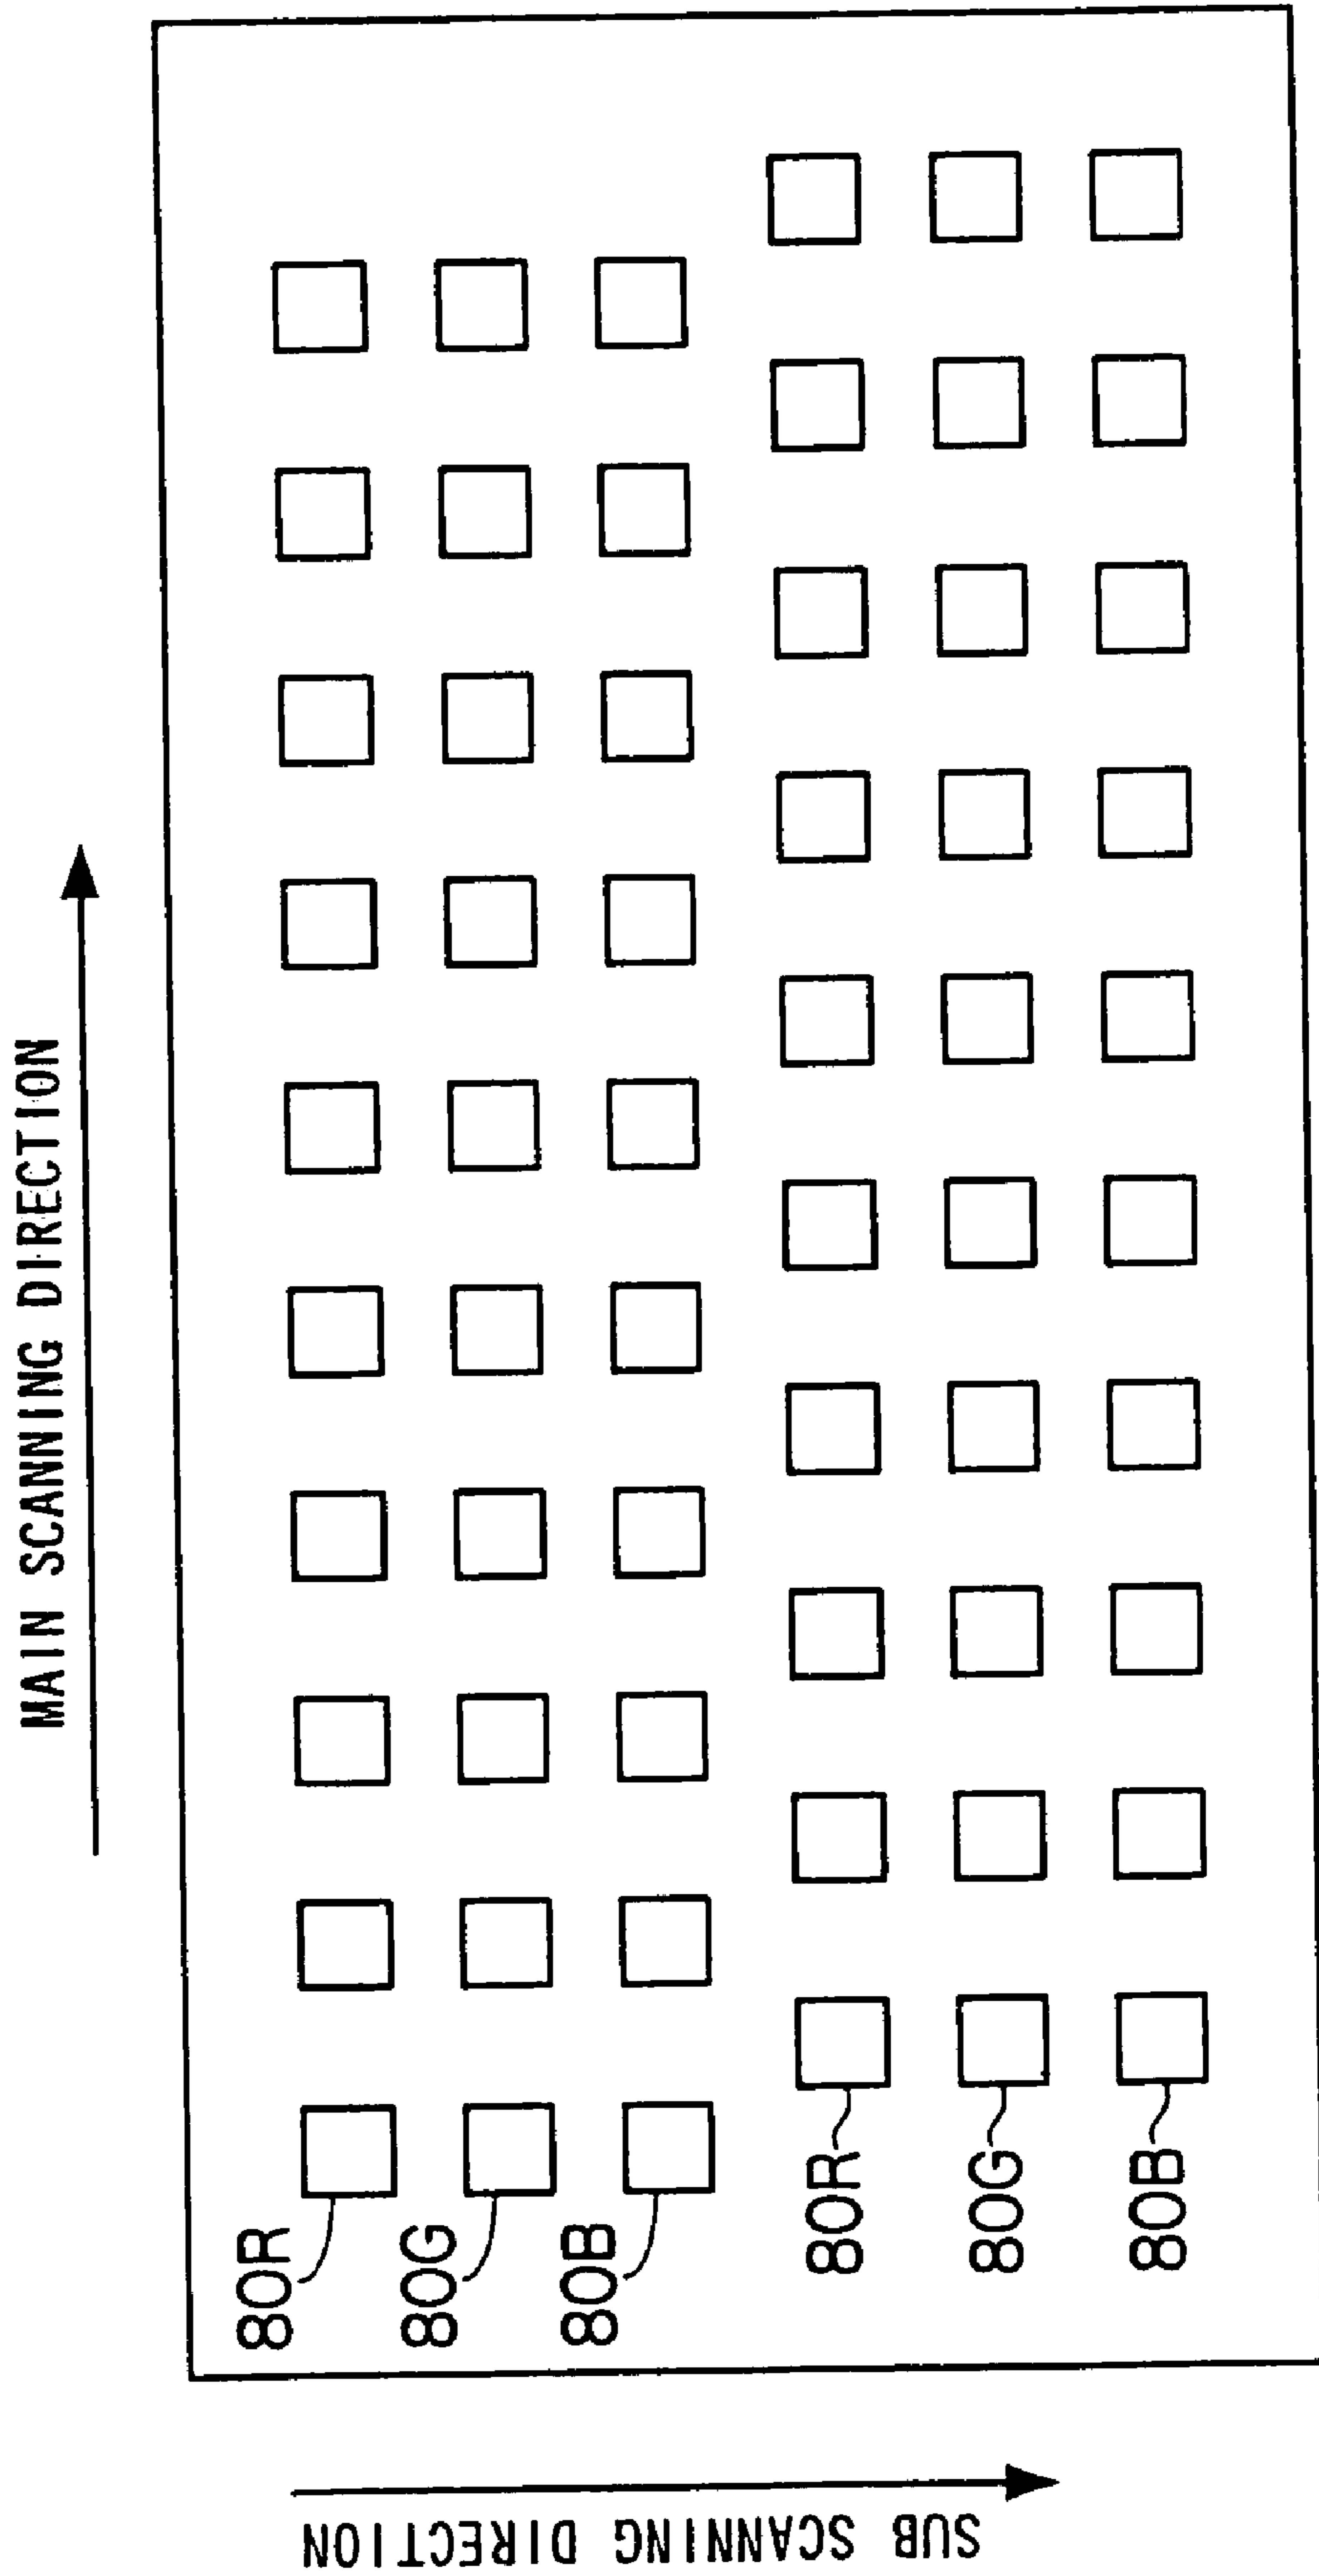 MAIN SCANNING DIRECTION
80R
80G
80B
80R
80G
80B
SUB SCANNING DIRECTION